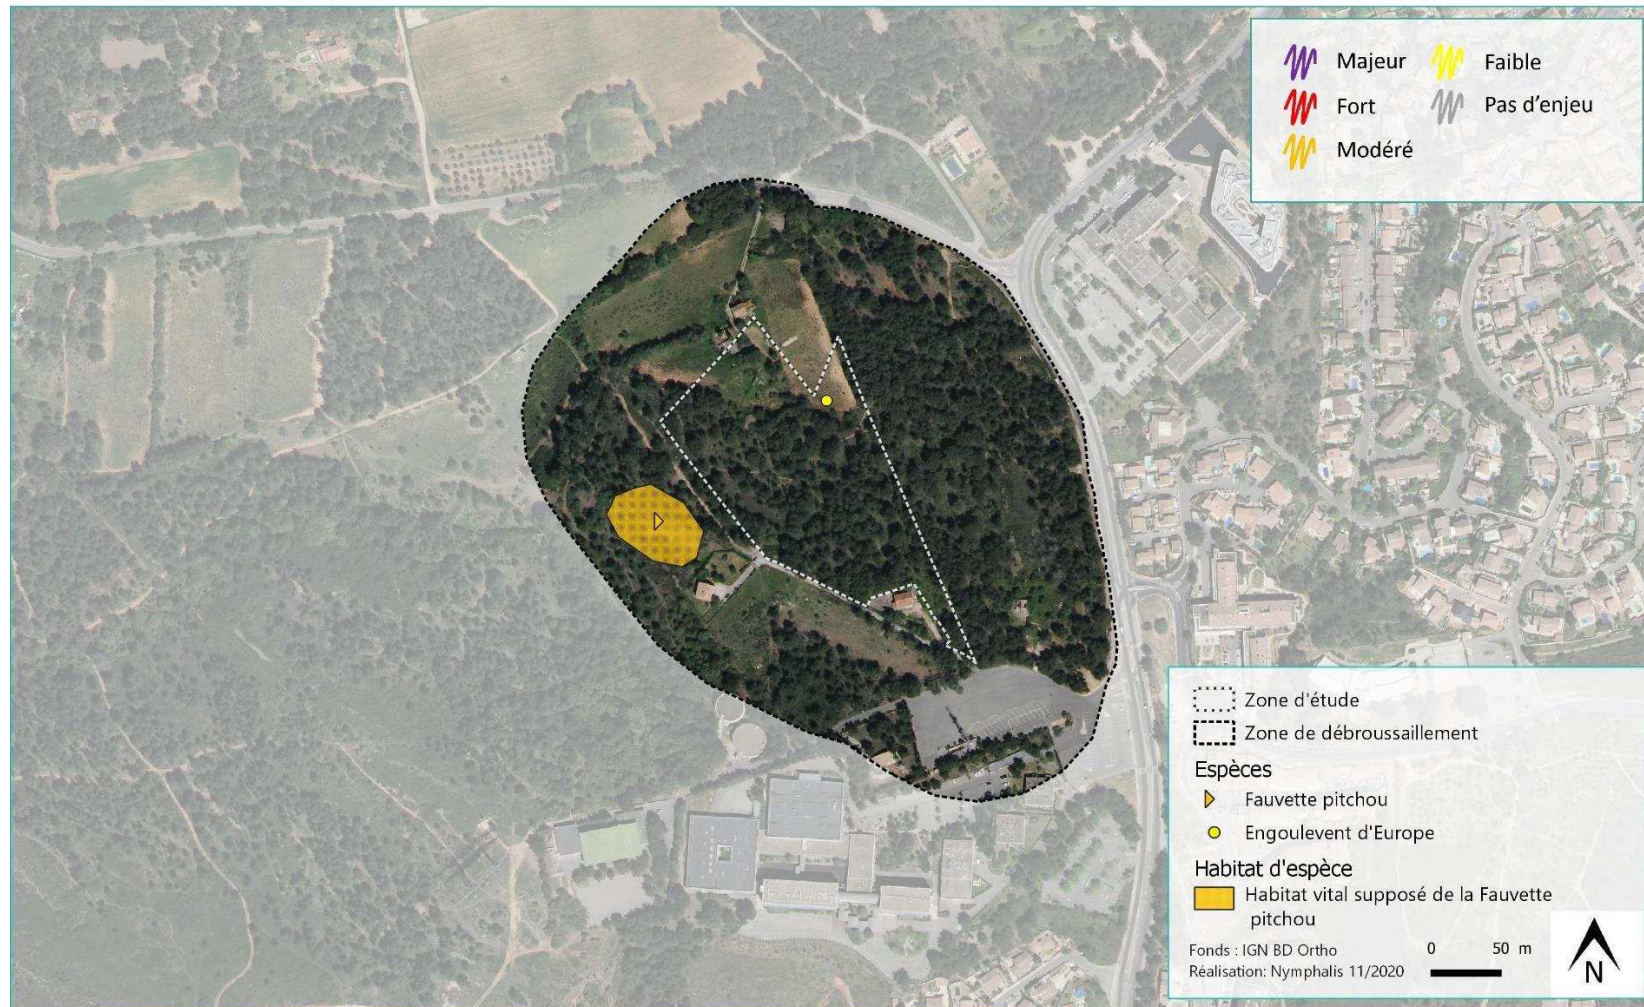 Majeur
Faible
Fort
Pas d'enjeu
Modéré
Zone d'étude
Zone de débroussaillement
Espèces
Fauvette pitchou
Engoulevent d'Europe
Habitat d'espèce
Habitat vital supposé de la Fauvette
pitchou
Fonds : IGN BD Ortho
Réalisation: Nymphalis 11/2020
0 50 m
N